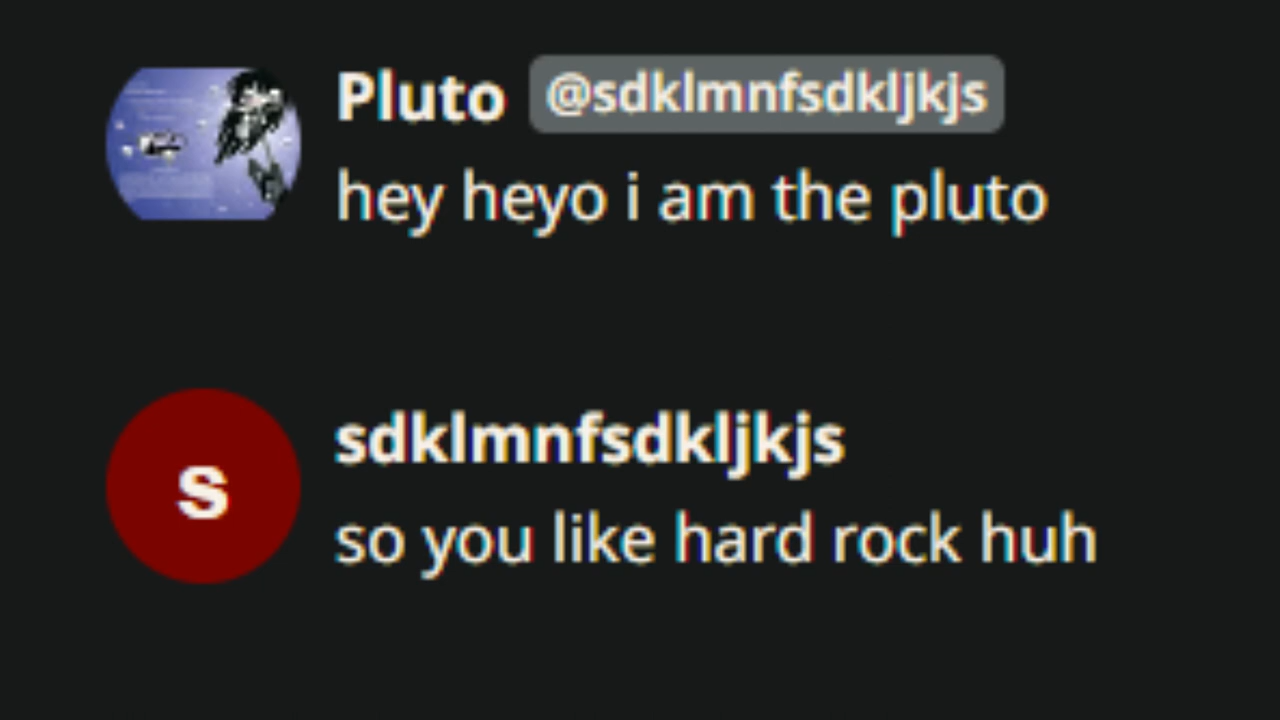 Pluto @sdklmnfsdkljkjs
hey heyo i am the pluto
s
sdklmnfsdkljkjs
so you like hard rock huh